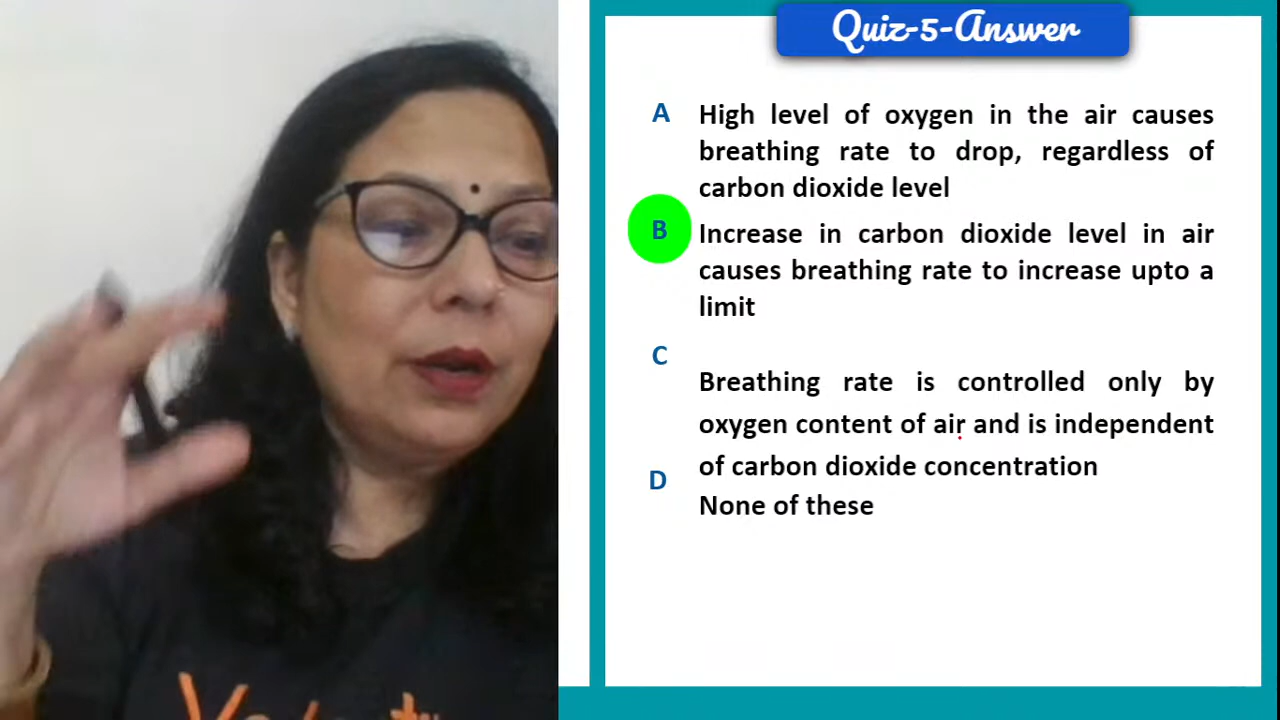 Quiz-5-Answer
A High level of oxygen in the air causes
breathing rate to drop, regardless of
carbon dioxide level
B Increase in carbon dioxide level in air
causes breathing rate to increase upto a
limit
C
Breathing rate is controlled only by
oxygen content of air and is independent
of carbon dioxide concentration
D
None of these